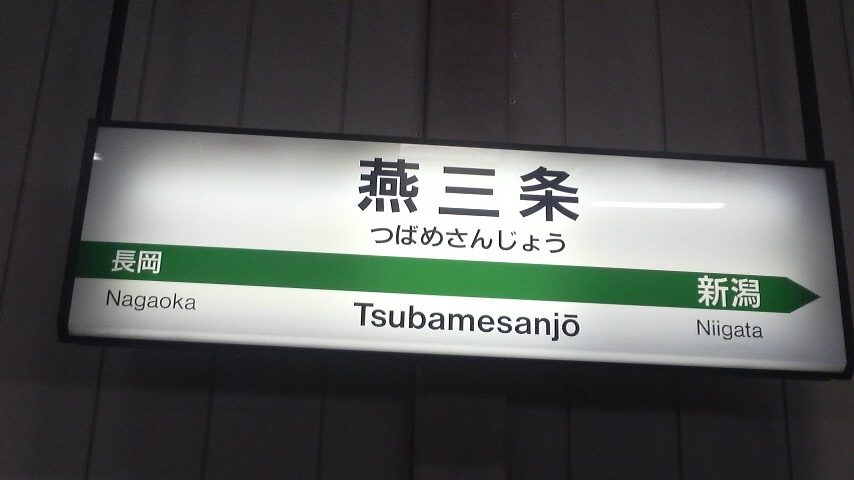 燕三条
つばめさんじょう
長岡
新潟
Nagaoka
Tsubamesanjō
Niigata